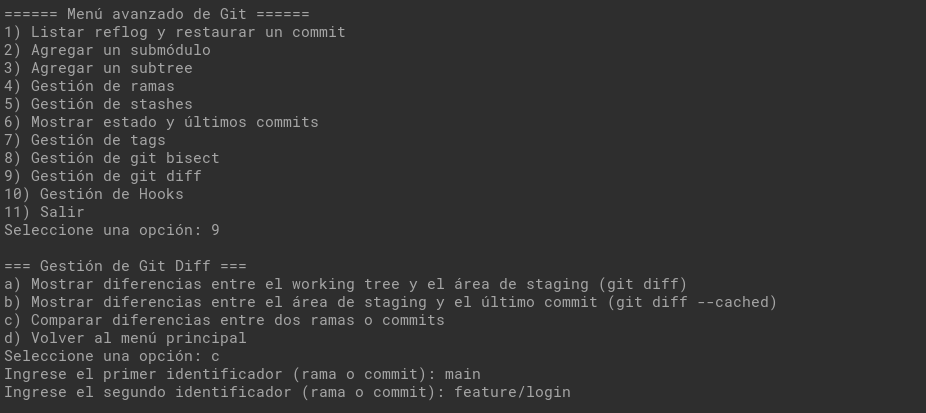 ====== Menú avanzado de Git ======
1) Listar reflog y restaurar un commit
2) Agregar un submódulo
3) Agregar un subtree
4) Gestión de ramas
5) Gestión de stashes
6) Mostrar estado y últimos commits
7) Gestión de tags
8) Gestión de git bisect
9) Gestión de git diff
10) Gestión de Hooks
11) Salir
Seleccione una opción: 9

=== Gestión de Git Diff ===
a) Mostrar diferencias entre el working tree y el área de staging (git diff)
b) Mostrar diferencias entre el área de staging y el último commit (git diff --cached)
c) Comparar diferencias entre dos ramas o commits
d) Volver al menú principal
Seleccione una opción: c
Ingrese el primer identificador (rama o commit): main
Ingrese el segundo identificador (rama o commit): feature/login